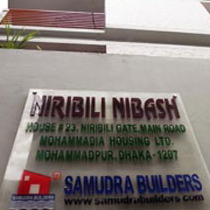 NIRIBILI NIBASH
HOUSE # 23, NIRIBILI GATE, MAIN ROAD
MOHAMMADIA HOUSING LTD.
MOHAMMADPUR, DHAKA-1207
SAMUDRA BUILDERS
www.samudrabuilders.com